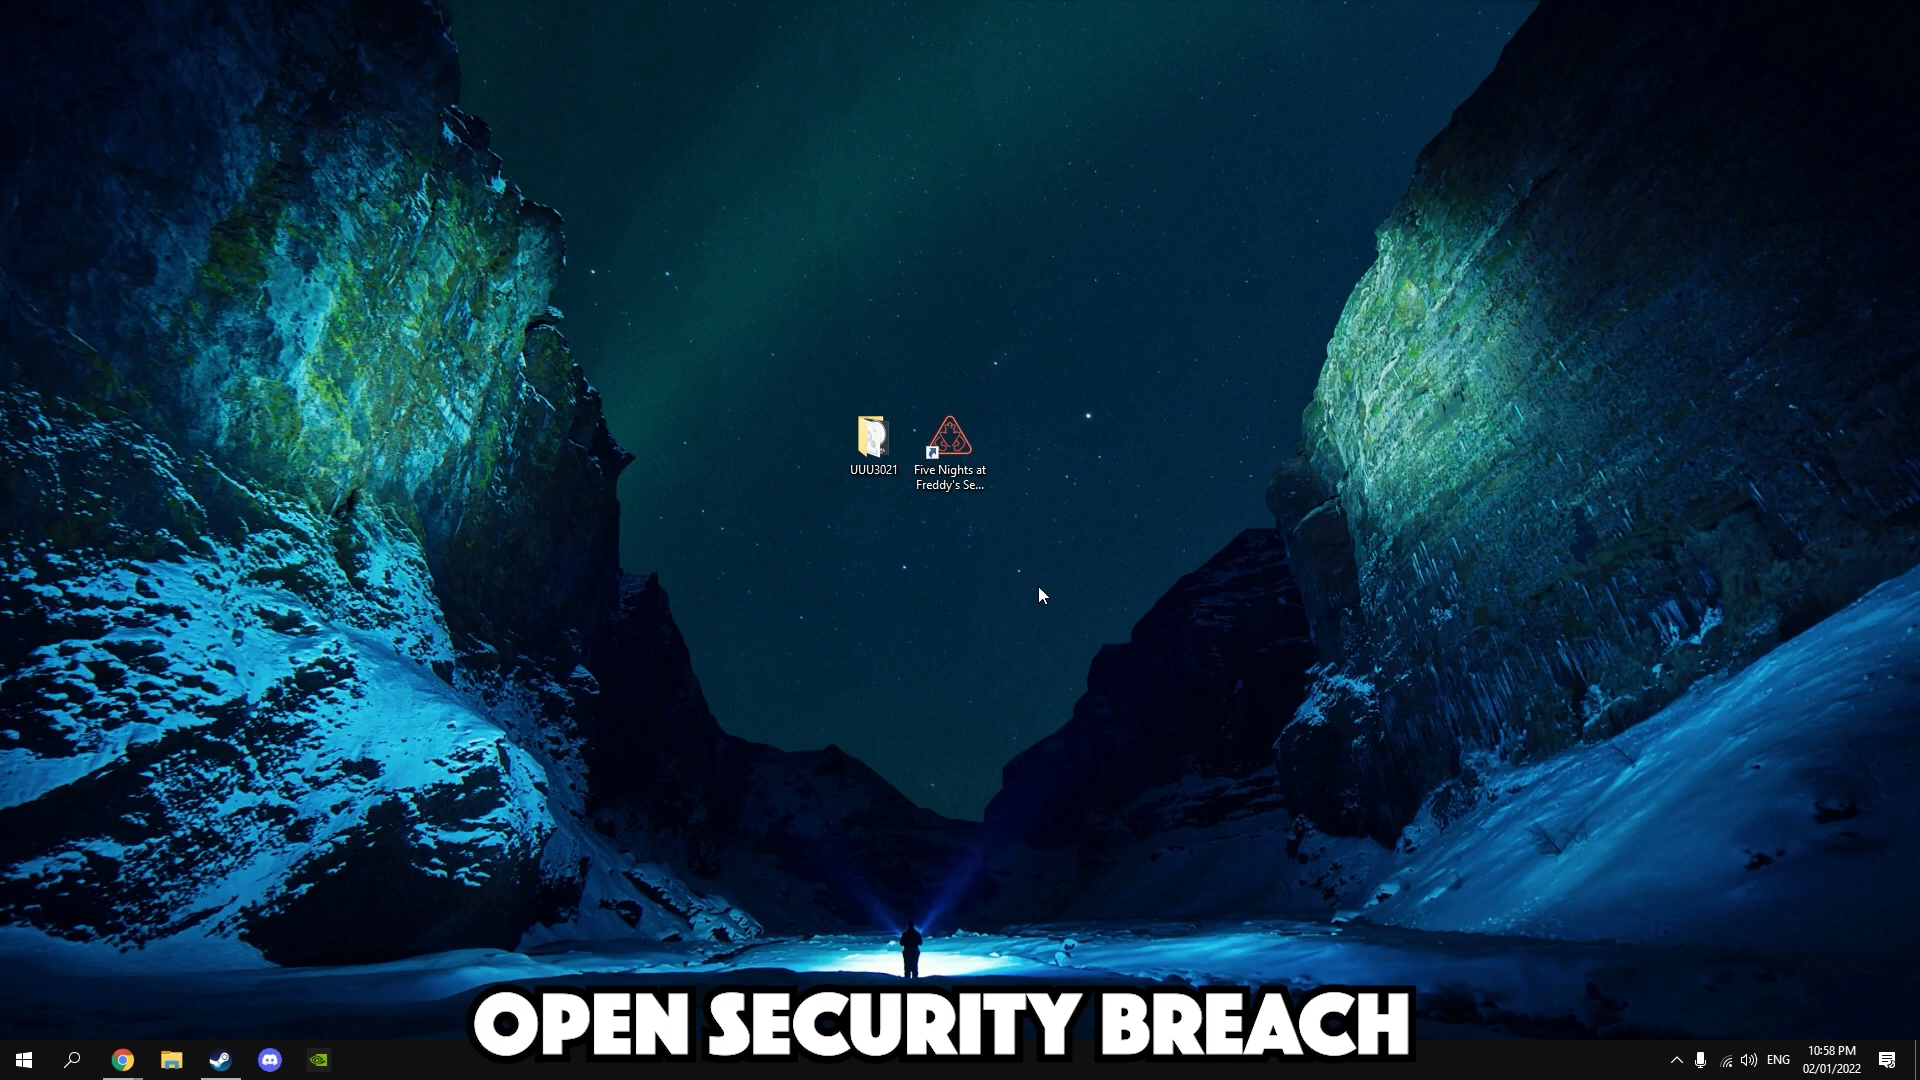 UUU3021
Five Nights at
Freddy's Se...
OPEN SECURITY BREACH
ENG
10:58 PM
02/01/2022